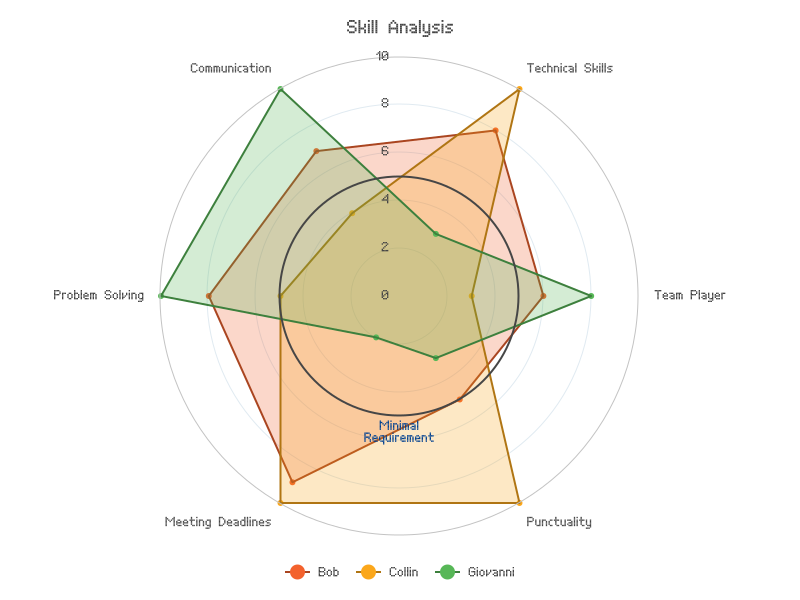 Skill Analysis
10
Communication
Technical Skills
8
6
4
2
Problem Solving
0
Team Player
Minimal
Requirement
Meeting Deadlines
Punctuality
Bob
Collin
Giovanni